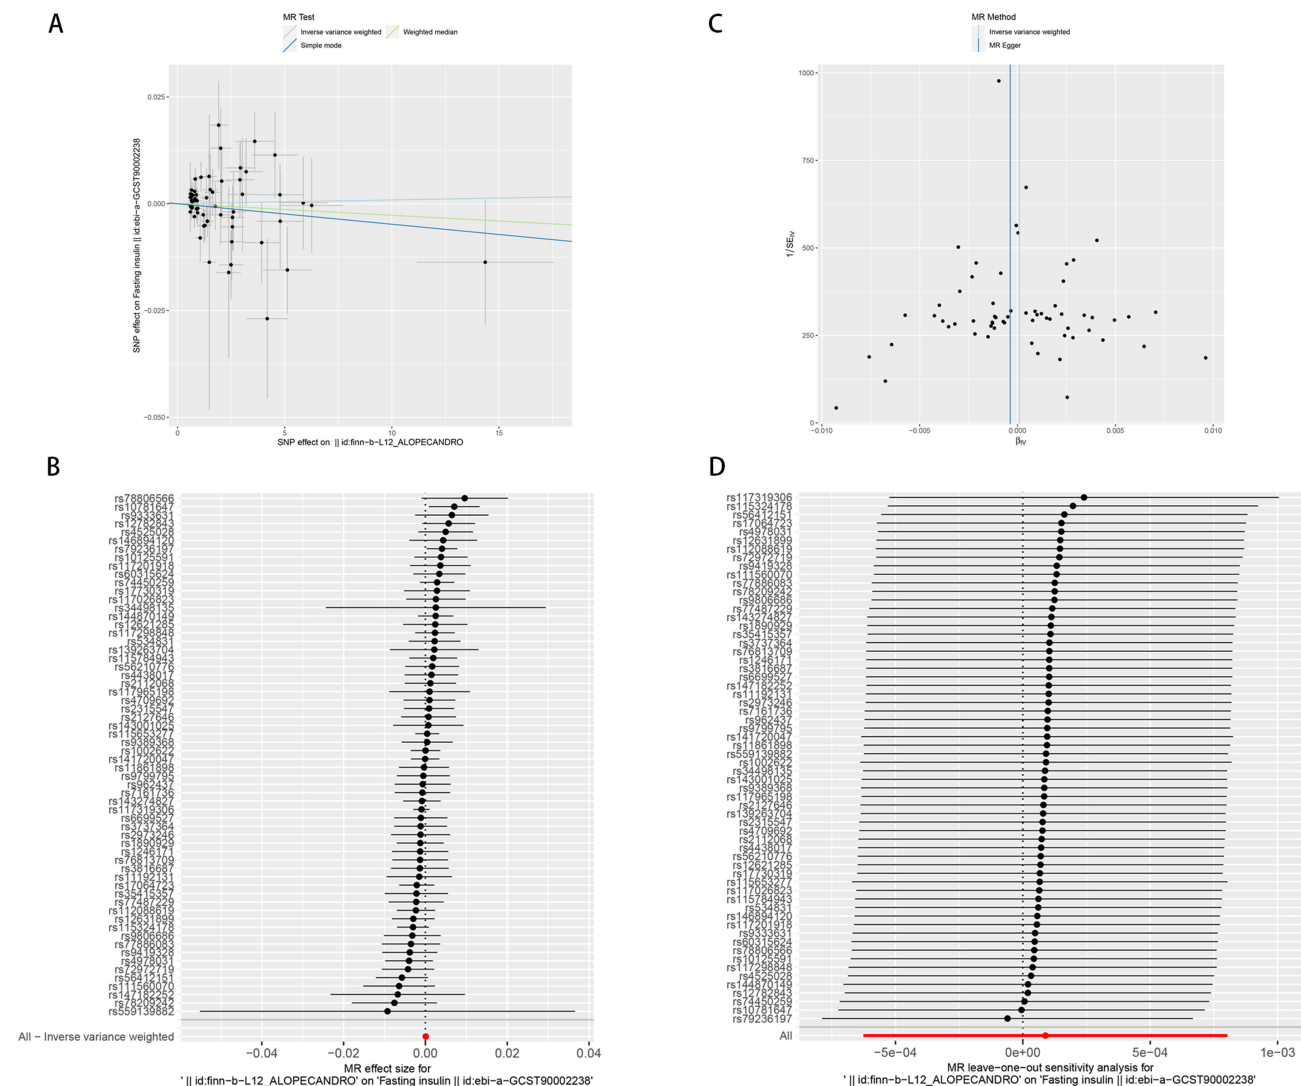 A
MR Test
Inverse variance weighted
Weighted median
Simple mode
0.025
0.000
−0.025
−0.050
SNP effect on Fasting insulin || id:ebi-a-GCST90002238
0
5
10
15
SNP effect on || id:finn-b-L12_ALOPECANDRO
C
MR Method
Inverse variance weighted
MR Egger
1000
750
500
250
0
1/SEIV
−0.010
−0.005
0.000
0.005
0.010
βIV
B
rs78806566
rs10781647
rs9333631
rs12782843
rs4525028
rs146894120
rs79236197
rs10125591
rs117201918
rs60315624
rs74450259
rs17730319
rs117026823
rs34498135
rs144870149
rs12621285
rs117298848
rs534831
rs139263704
rs115784943
rs56210776
rs4438017
rs2112068
rs117965198
rs4709692
rs2315547
rs2127646
rs143001025
rs115653277
rs9389368
rs1002622
rs141720047
rs11861898
rs9799795
rs962437
rs7161736
rs143274827
rs117319306
rs6699527
rs3737364
rs2973246
rs1890929
rs1246171
rs76813709
rs3816687
rs11192131
rs17064723
rs35415357
rs77487229
rs112088619
rs12631899
rs115324178
rs9806686
rs77886083
rs9419328
rs4978031
rs72972719
rs56412151
rs111560070
rs147182252
rs78209242
rs559139882
All − Inverse variance weighted
−0.04
−0.02
0.00
0.02
0.04
MR effect size for
' || id:finn−b−L12_ALOPECANDRO' on 'Fasting insulin || id:ebi−a−GCST90002238'
D
rs117319306
rs115324178
rs56412151
rs17064723
rs4978031
rs12631899
rs112088619
rs72972719
rs9419328
rs111560070
rs77886083
rs78209242
rs9806686
rs77487229
rs143274827
rs1890929
rs35415357
rs3737364
rs76813709
rs1246171
rs3816687
rs6699527
rs147182252
rs11192131
rs2973246
rs7161736
rs962437
rs9799795
rs141720047
rs11861898
rs559139882
rs1002622
rs34498135
rs143001025
rs9389368
rs117965198
rs2127646
rs139263704
rs2315547
rs4709692
rs2112068
rs4438017
rs56210776
rs12621285
rs17730319
rs115653277
rs117026823
rs115784943
rs534831
rs146894120
rs117201918
rs9333631
rs60315624
rs78806566
rs10125591
rs117298848
rs4525028
rs144870149
rs12782843
rs74450259
rs10781647
rs79236197
All
−5e−04
0e+00
5e−04
1e−03
MR leave−one−out sensitivity analysis for
' || id:finn−b−L12_ALOPECANDRO' on 'Fasting insulin || id:ebi−a−GCST90002238'